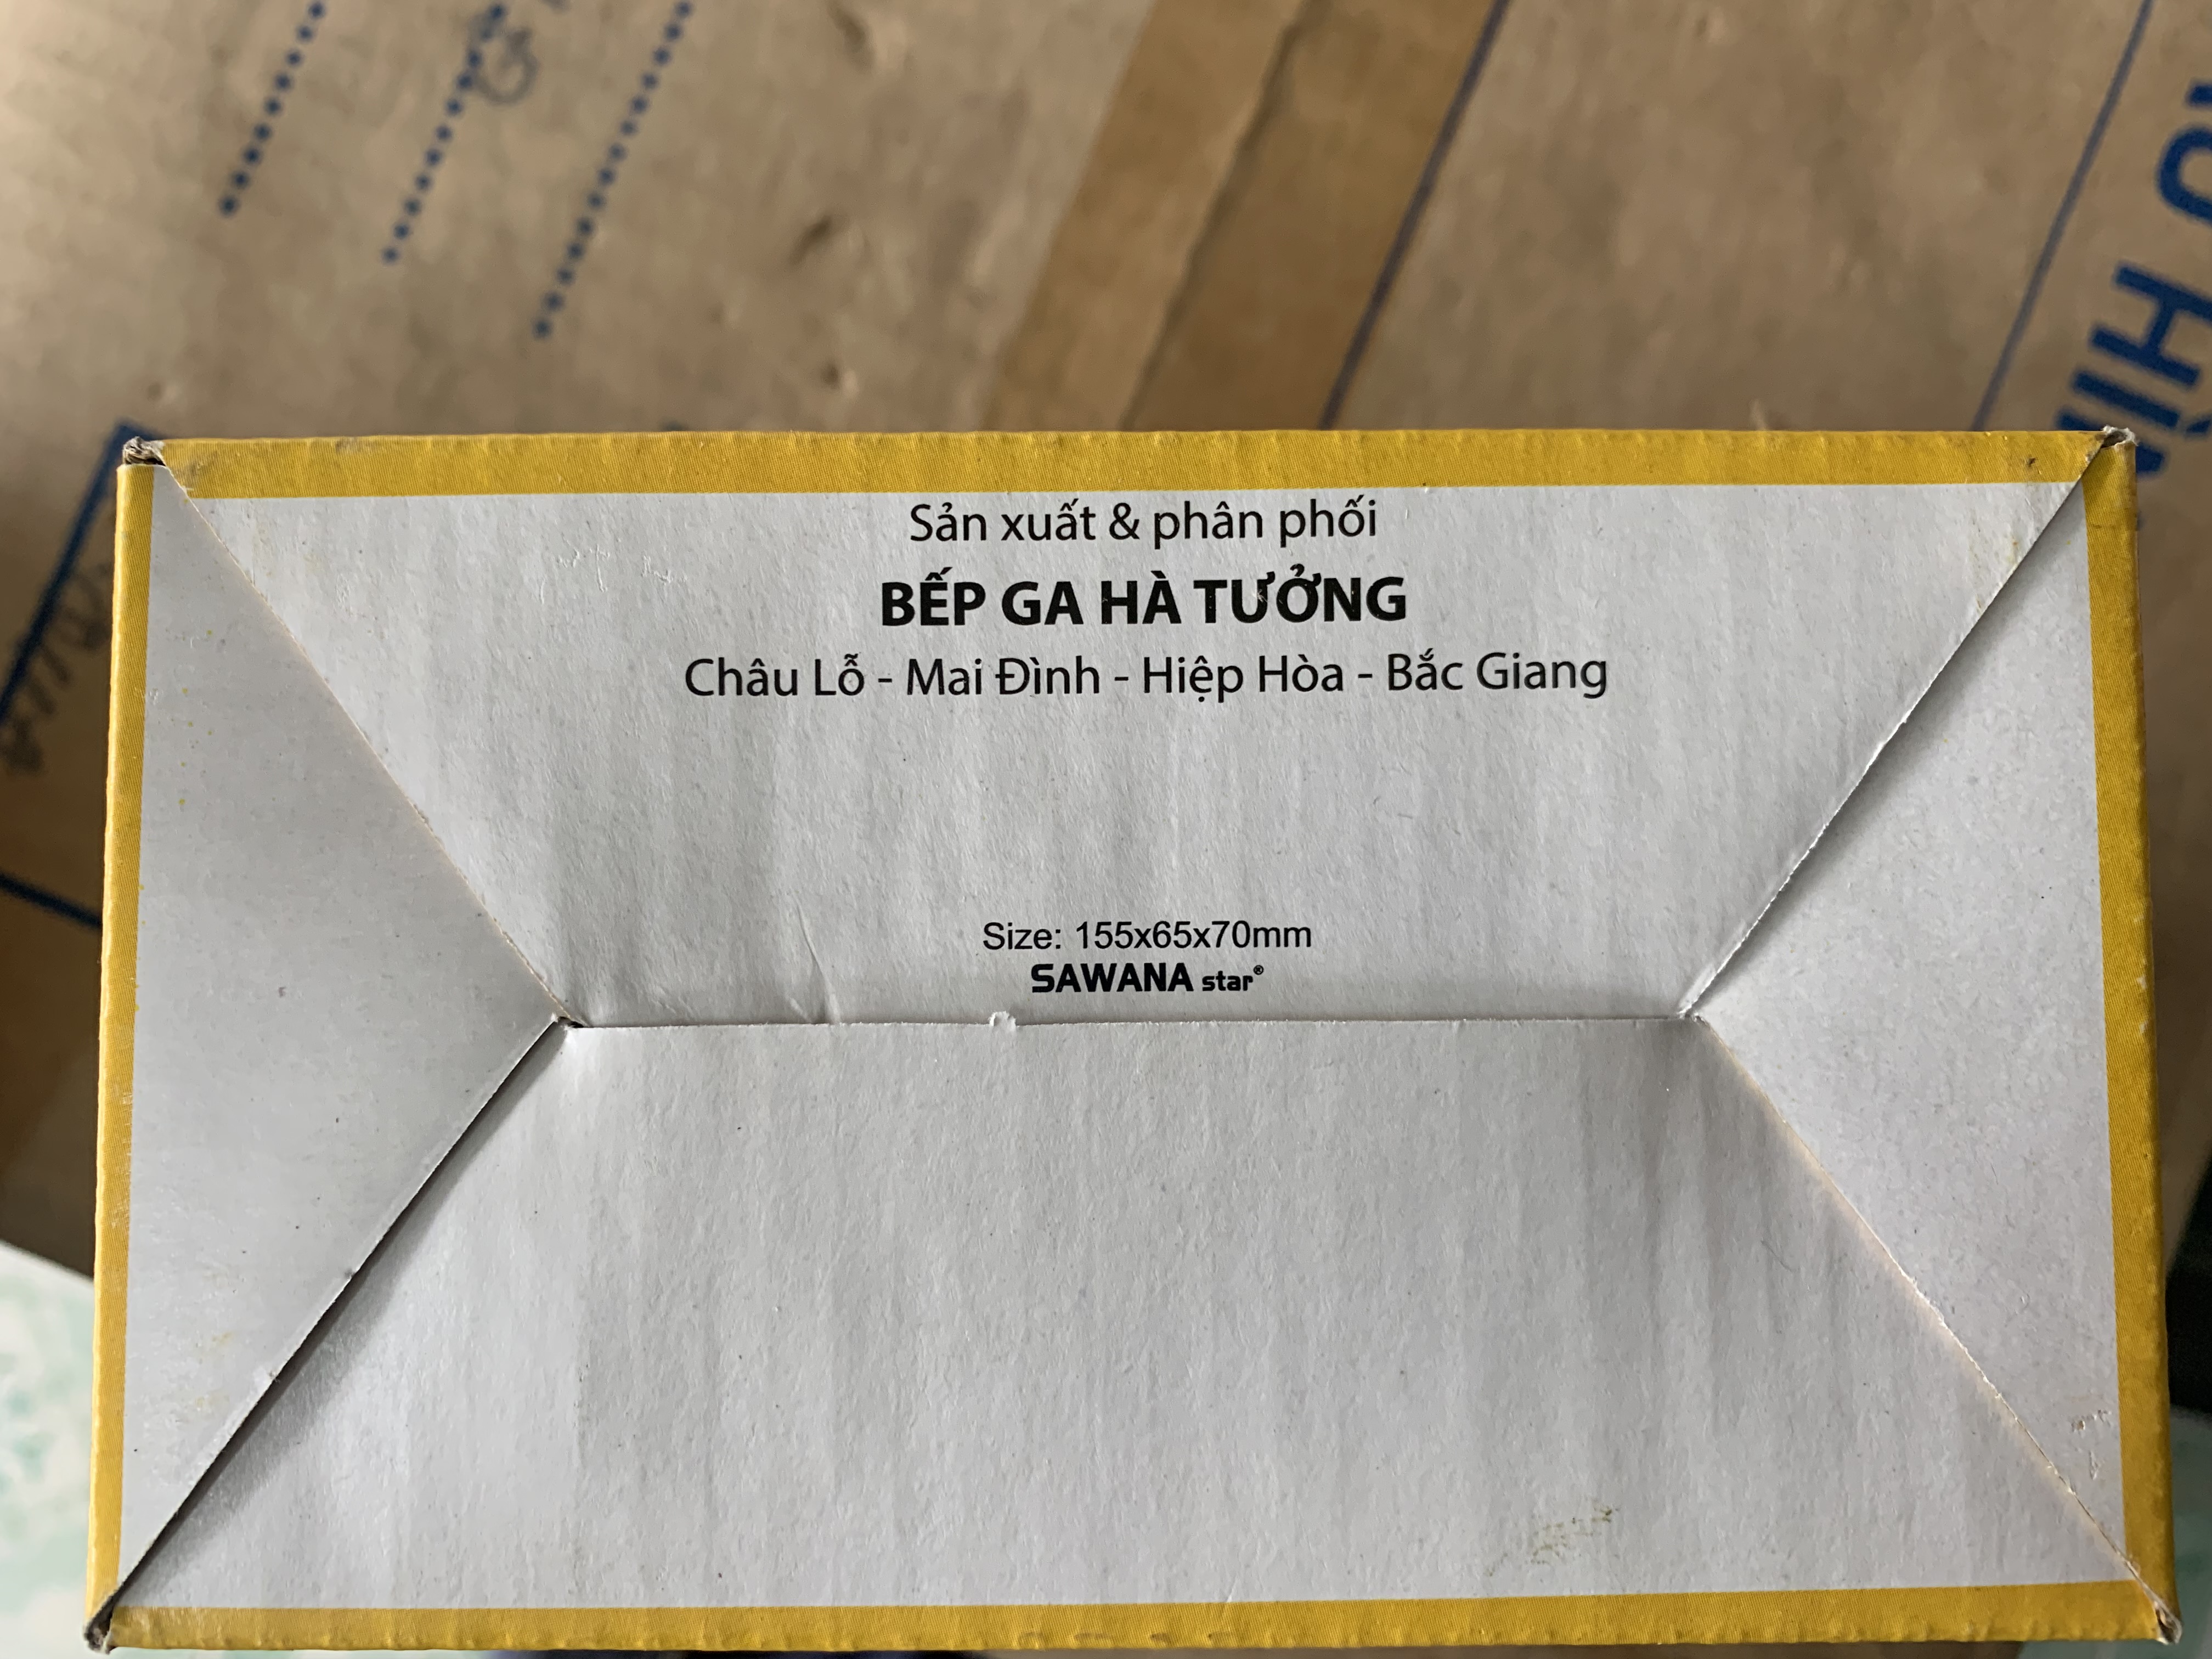 Sản xuất & phân phối
BẾP GA HÀ TƯỞNG
Châu Lỗ - Mai Đình - Hiệp Hòa - Bắc Giang
Size: 155x65x70mm
SAWANA star®